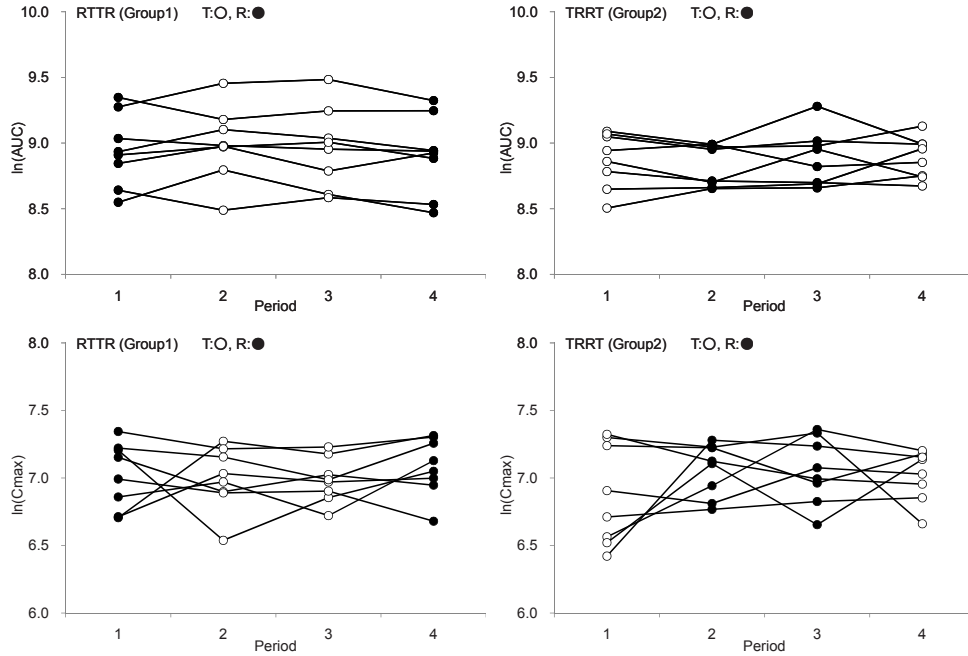 RTTR (Group1) T:○, R:●
10.0
9.5
9.0
8.5
8.0
ln(AUC)
1 2 3 4
Period
TRRT (Group2) T:○, R:●
10.0
9.5
9.0
8.5
8.0
ln(AUC)
1 2 3 4
Period
RTTR (Group1) T:○, R:●
8.0
7.5
7.0
6.5
6.0
ln(Cmax)
1 2 3 4
Period
TRRT (Group2) T:○, R:●
8.0
7.5
7.0
6.5
6.0
ln(Cmax)
1 2 3 4
Period